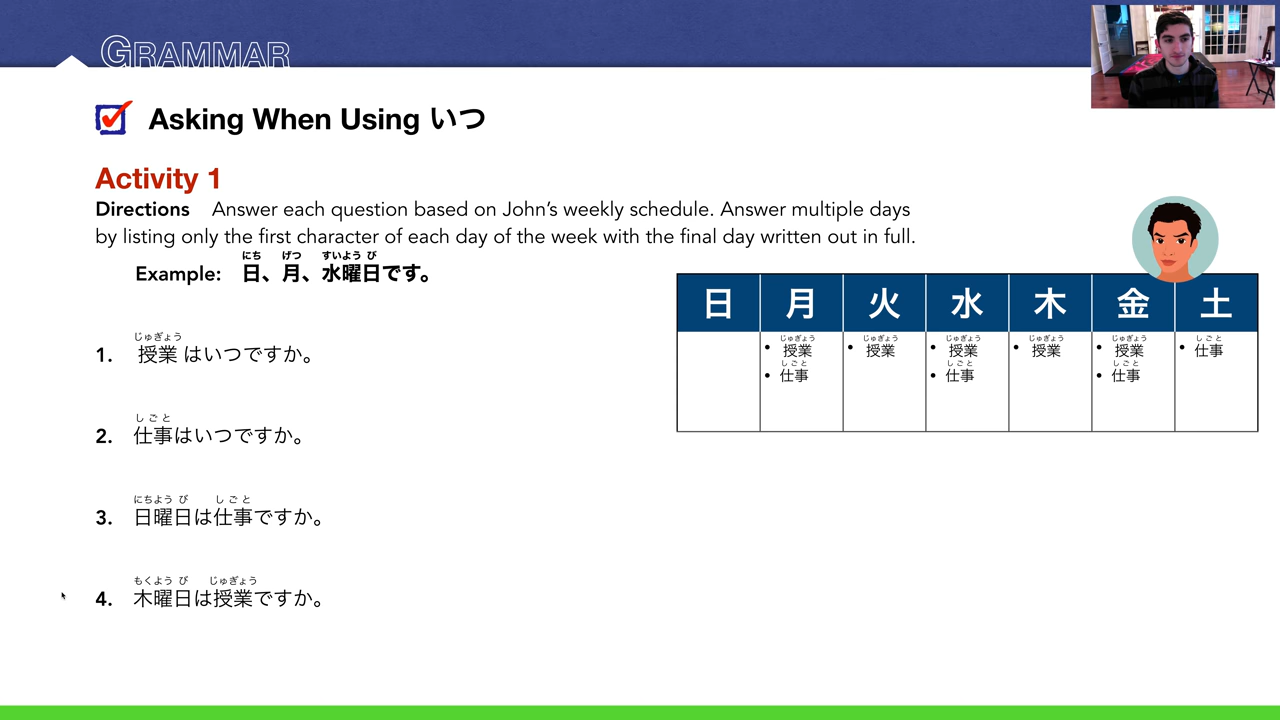 GRAMMAR
Asking When Using いつ
Activity 1
Directions Answer each question based on John's weekly schedule. Answer multiple days
by listing only the first character of each day of the week with the final day written out in full.
にち げつ すいようび
Example: 日、月、水曜日です。
じゅぎょう
1. 授業 はいつですか。
しごと
2. 仕事はいつですか。
にちようび しごと
3. 日曜日は仕事ですか。
もくようび じゅぎょう
4. 木曜日は授業ですか。
日 月 火 水 木 金 土
じゅぎょう じゅぎょう じゅぎょう じゅぎょう じゅぎょう しごと
• 授業 • 授業 • 授業 • 授業 • 授業 • 仕事
しごと しごと しごと
• 仕事 • 仕事 • 仕事